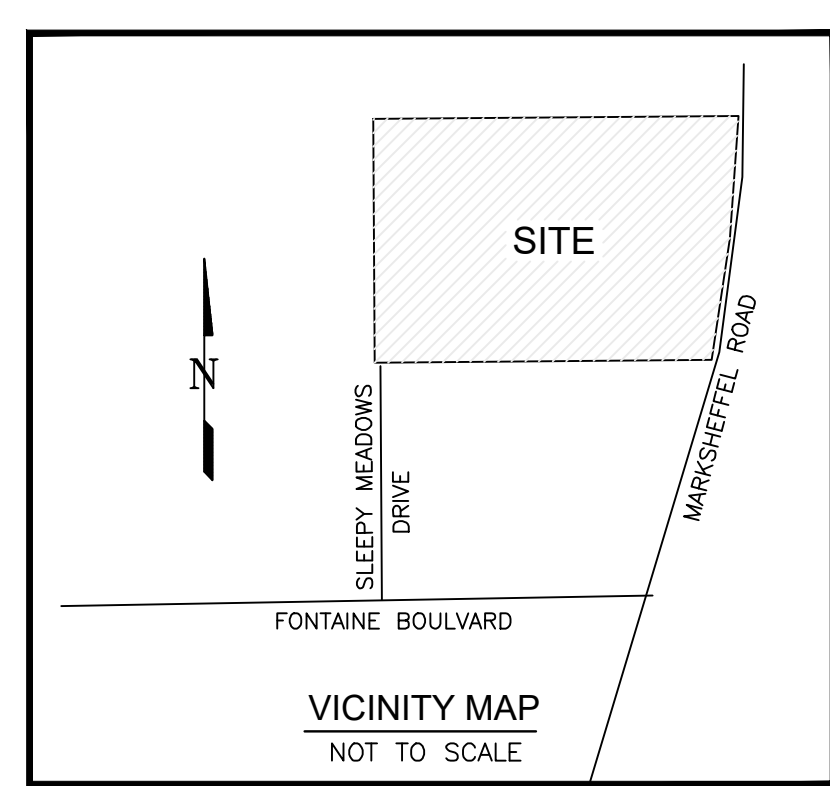 SITE
N
MARKSHEFFEL ROAD
SLEEPY MEADOWS
DRIVE
FONTAINE BOULVARD
VICINITY MAP
NOT TO SCALE